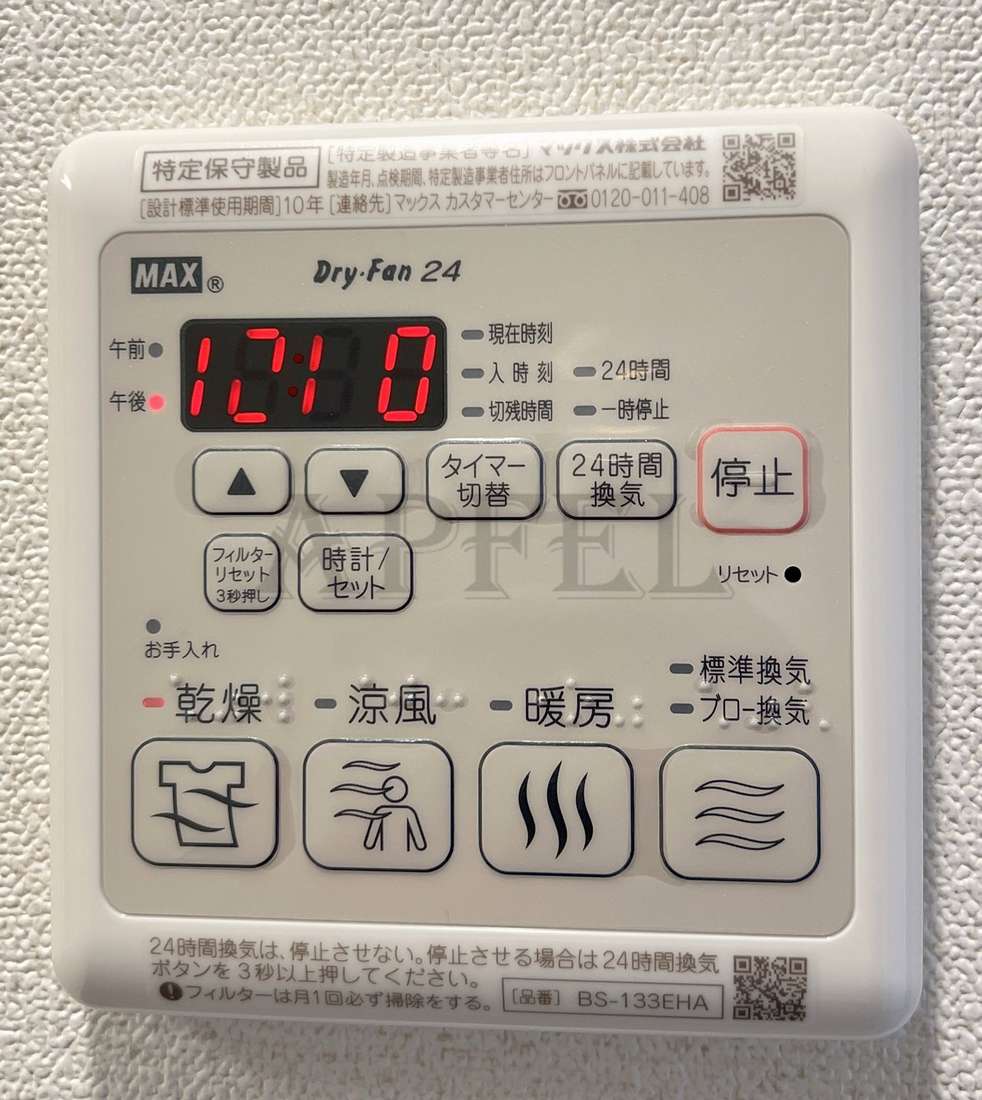 特定保守製品
[特定製造事業者等名] マックス株式会社
製造年月、点検期間、特定製造事業者住所はフロントパネルに記載しています。
[設計標準使用期間]10年 [連絡先]マックス カスタマーセンター 0120-011-408
MAX® Dry·Fan 24
午前
午後
12:10
現在時刻
入時刻 24時間
切残時間 一時停止
▲ ▼ タイマー切替 24時間換気 停止
APFEL
フィルターリセット3秒押し 時計/セット リセット
お手入れ
乾燥 涼風 暖房 標準換気
ブロー換気
24時間換気は、停止させない。停止させる場合は24時間換気
ボタンを3秒以上押してください。
フィルターは月1回必ず掃除をする。 [品番] BS-133EHA